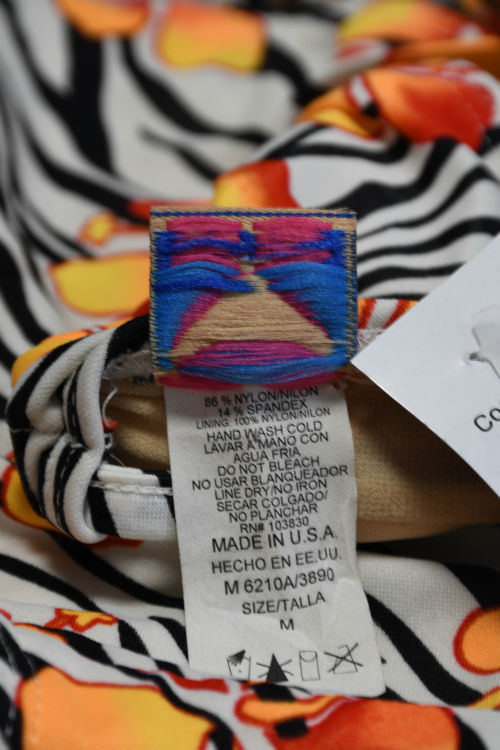 86 % NYLON/NILON
14 % SPANDEX
LINING: 100% NYLON/NILON
HAND WASH COLD
LAVAR A MANO CON
AGUA FRIA
DO NOT BLEACH
NO USAR BLANQUEADOR
LINE DRY/NO IRON
SECAR COLGADO/
NO PLANCHAR
RN# 103830
MADE IN U.S.A.
HECHO EN EE.UU.
M 6210A/3890
SIZE/TALLA
M